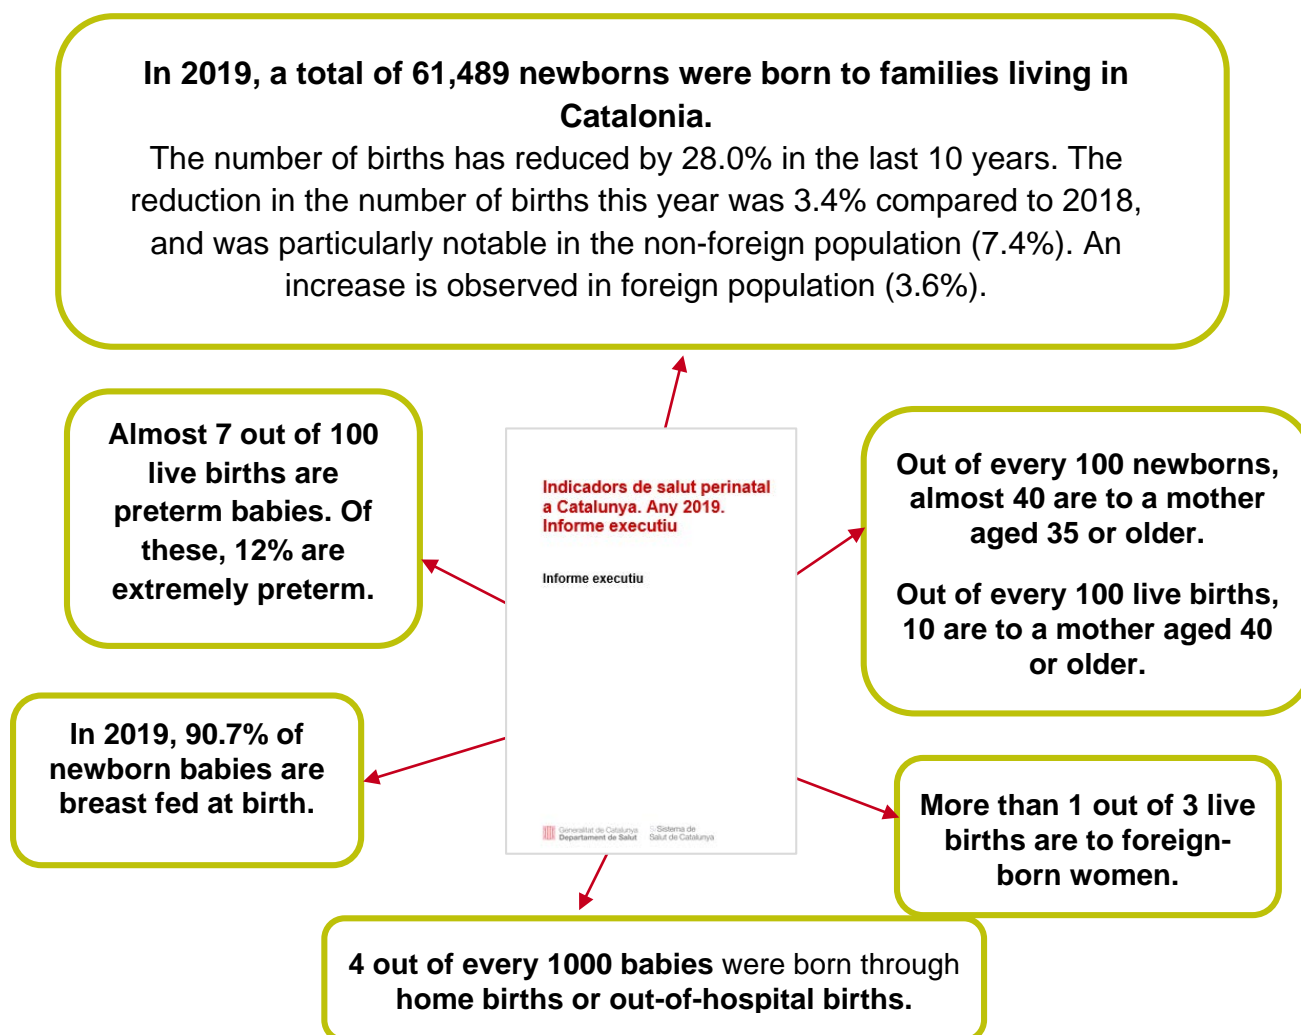 In 2019, a total of 61,489 newborns were born to families living in
Catalonia.
The number of births has reduced by 28.0% in the last 10 years. The
reduction in the number of births this year was 3.4% compared to 2018,
and was particularly notable in the non-foreign population (7.4%). An
increase is observed in foreign population (3.6%).
Almost 7 out of 100
live births are
preterm babies. Of
these, 12% are
extremely preterm.
Indicadors de salut perinatal
a Catalunya. Any 2019.
Informe executiu
Informe executiu
Generalitat de Catalunya
Departament de Salut
Sistema de
Salut de Catalunya
Out of every 100 newborns,
almost 40 are to a mother
aged 35 or older.
Out of every 100 live births,
10 are to a mother aged 40
or older.
In 2019, 90.7% of
newborn babies are
breast fed at birth.
More than 1 out of 3 live
births are to foreign-
born women.
4 out of every 1000 babies were born through
home births or out-of-hospital births.